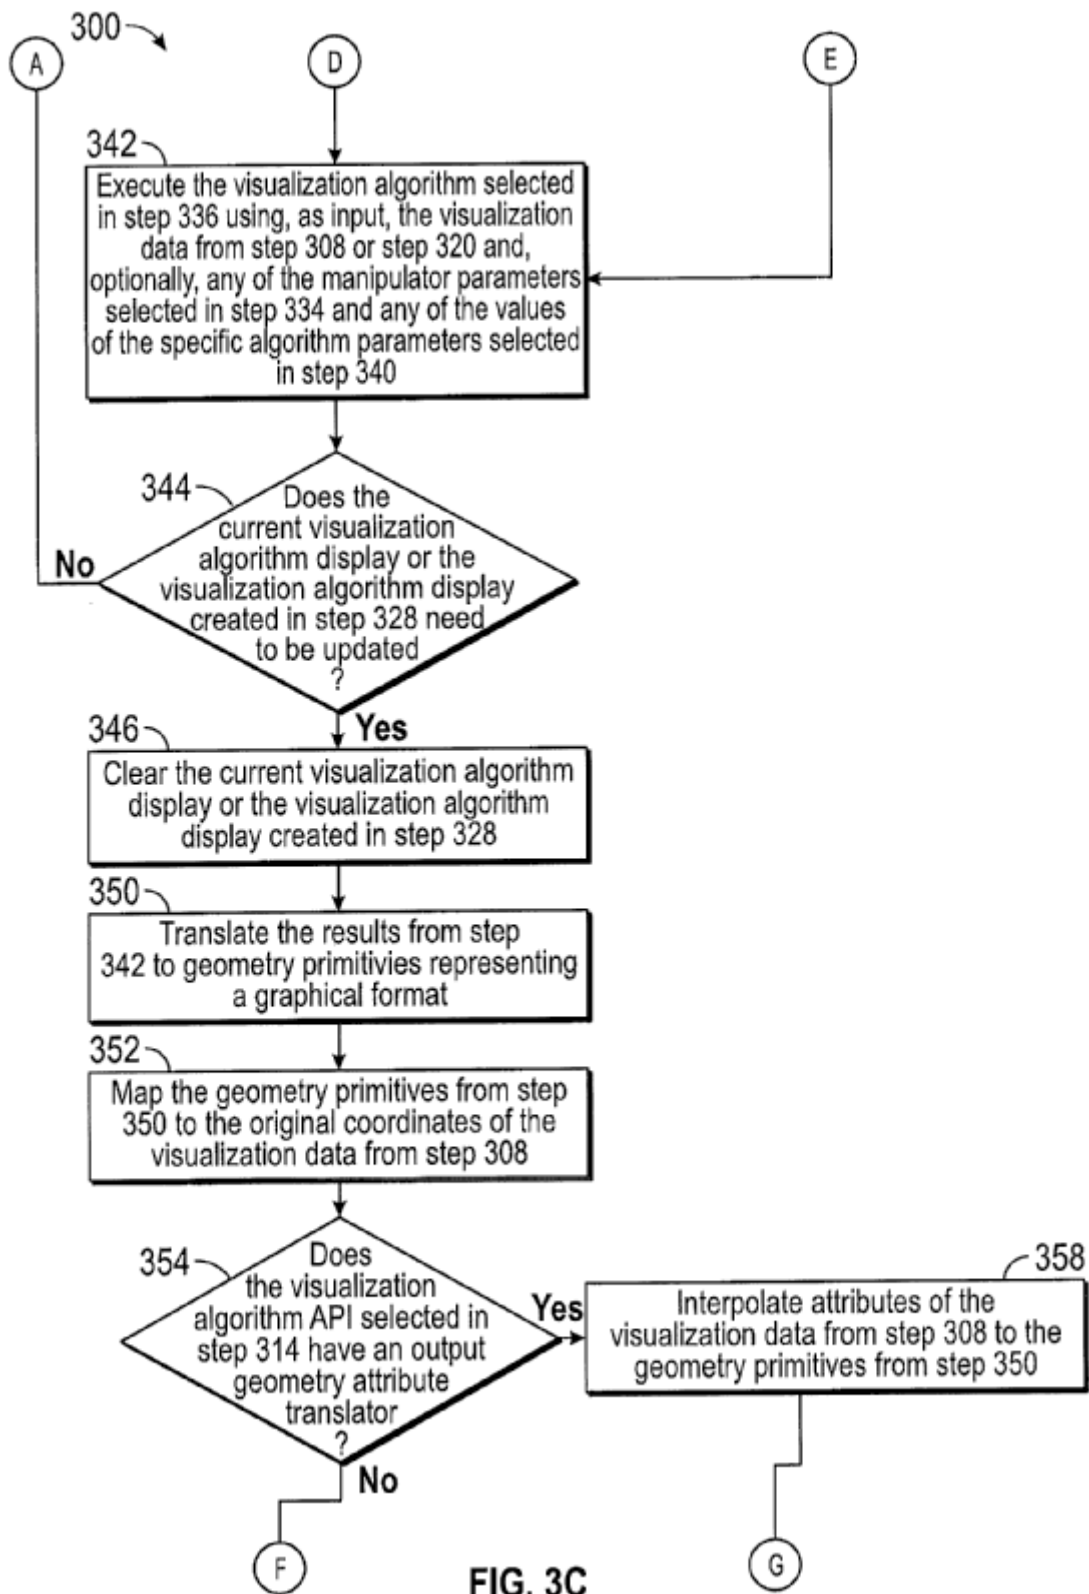 300
A
D
E
342
Execute the visualization algorithm selected
in step 336 using, as input, the visualization
data from step 308 or step 320 and,
optionally, any of the manipulator parameters
selected in step 334 and any of the values
of the specific algorithm parameters selected
in step 340
344
Does the
current visualization
algorithm display or the
visualization algorithm display
created in step 328 need
to be updated
?
No
Yes
346
Clear the current visualization algorithm
display or the visualization algorithm
display created in step 328
350
Translate the results from step
342 to geometry primitivies representing
a graphical format
352
Map the geometry primitives from step
350 to the original coordinates of the
visualization data from step 308
354
Does
the visualization
algorithm API selected in
step 314 have an output
geometry attribute
translator
?
Yes
No
358
Interpolate attributes of the
visualization data from step 308 to the
geometry primitives from step 350
F
G
FIG. 3C